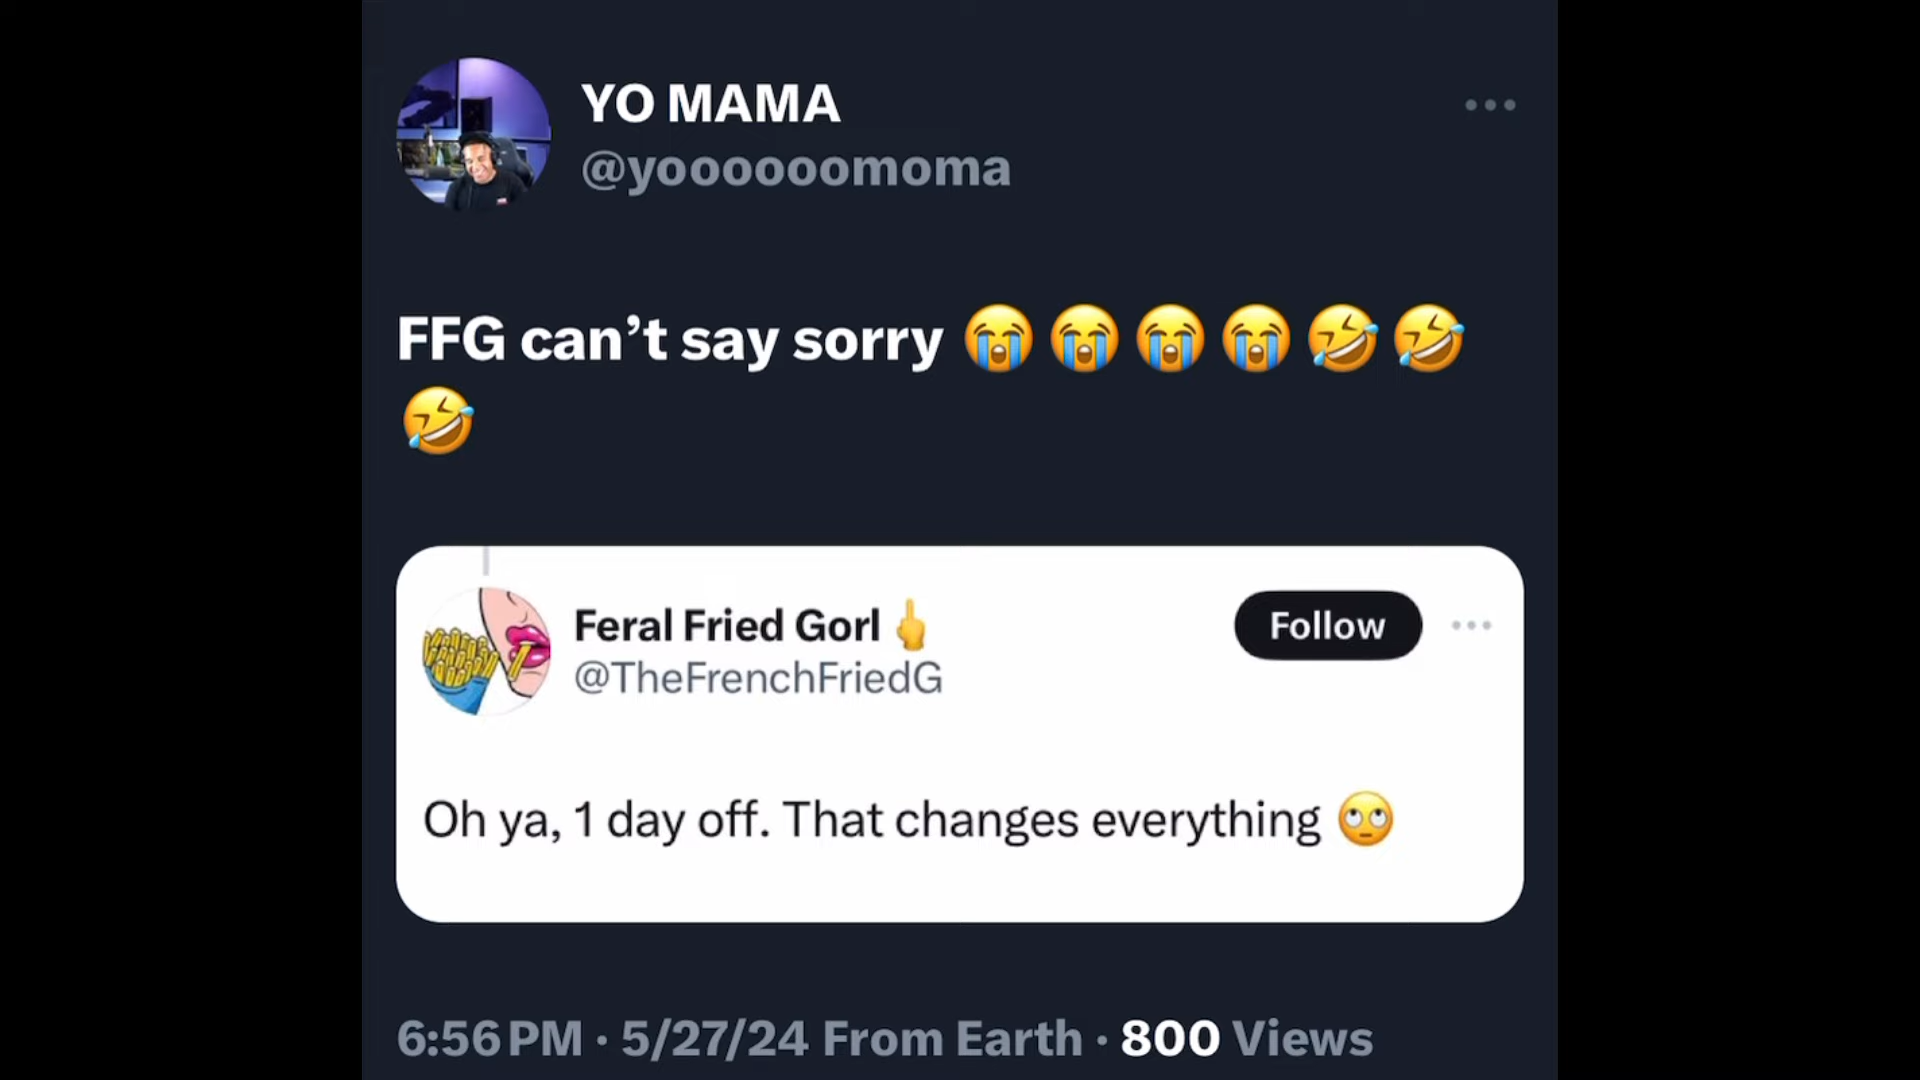 YO MAMA
@yoooooomoma
FFG can’t say sorry 😭😭😭😭🤣🤣
🤣
Feral Fried Gorl🖕
Follow
@TheFrenchFriedG
Oh ya, 1 day off. That changes everything 🙄
6:56 PM · 5/27/24 From Earth · 800 Views